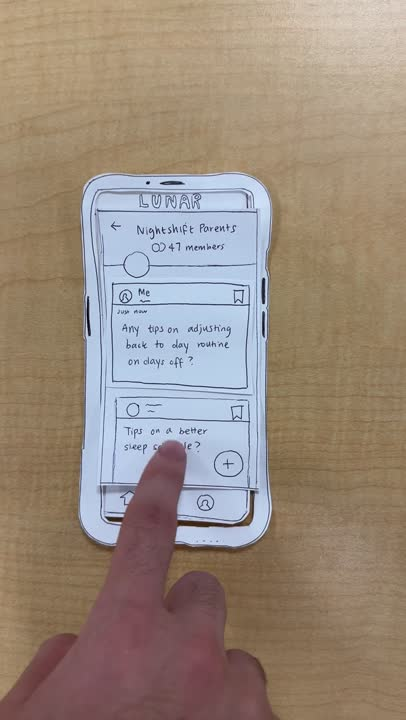 LUNAR
Nightshift Parents
47 members
Me
Just now
Any tips on adjusting
back to day routine
on days off?
Tips on a better
sleep